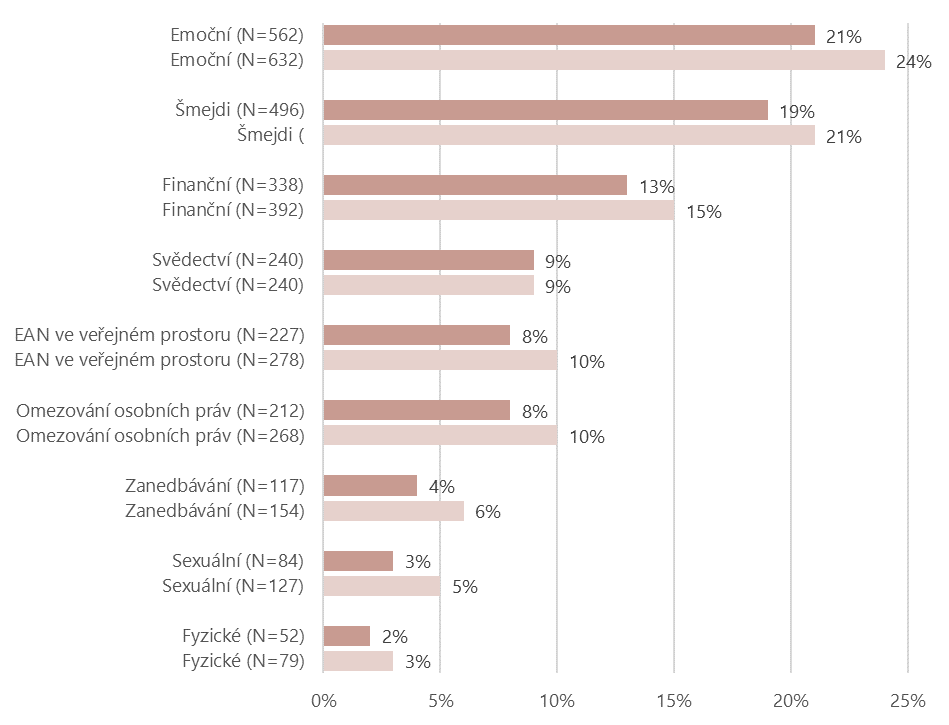 Emoční (N=562) 21%
Emoční (N=632) 24%
Šmejdi (N=496) 19%
Šmejdi ( 21%
Finanční (N=338) 13%
Finanční (N=392) 15%
Svědectví (N=240) 9%
Svědectví (N=240) 9%
EAN ve veřejném prostoru (N=227) 8%
EAN ve veřejném prostoru (N=278) 10%
Omezování osobních práv (N=212) 8%
Omezování osobních práv (N=268) 10%
Zanedbávání (N=117) 4%
Zanedbávání (N=154) 6%
Sexuální (N=84) 3%
Sexuální (N=127) 5%
Fyzické (N=52) 2%
Fyzické (N=79) 3%
0% 5% 10% 15% 20% 25%